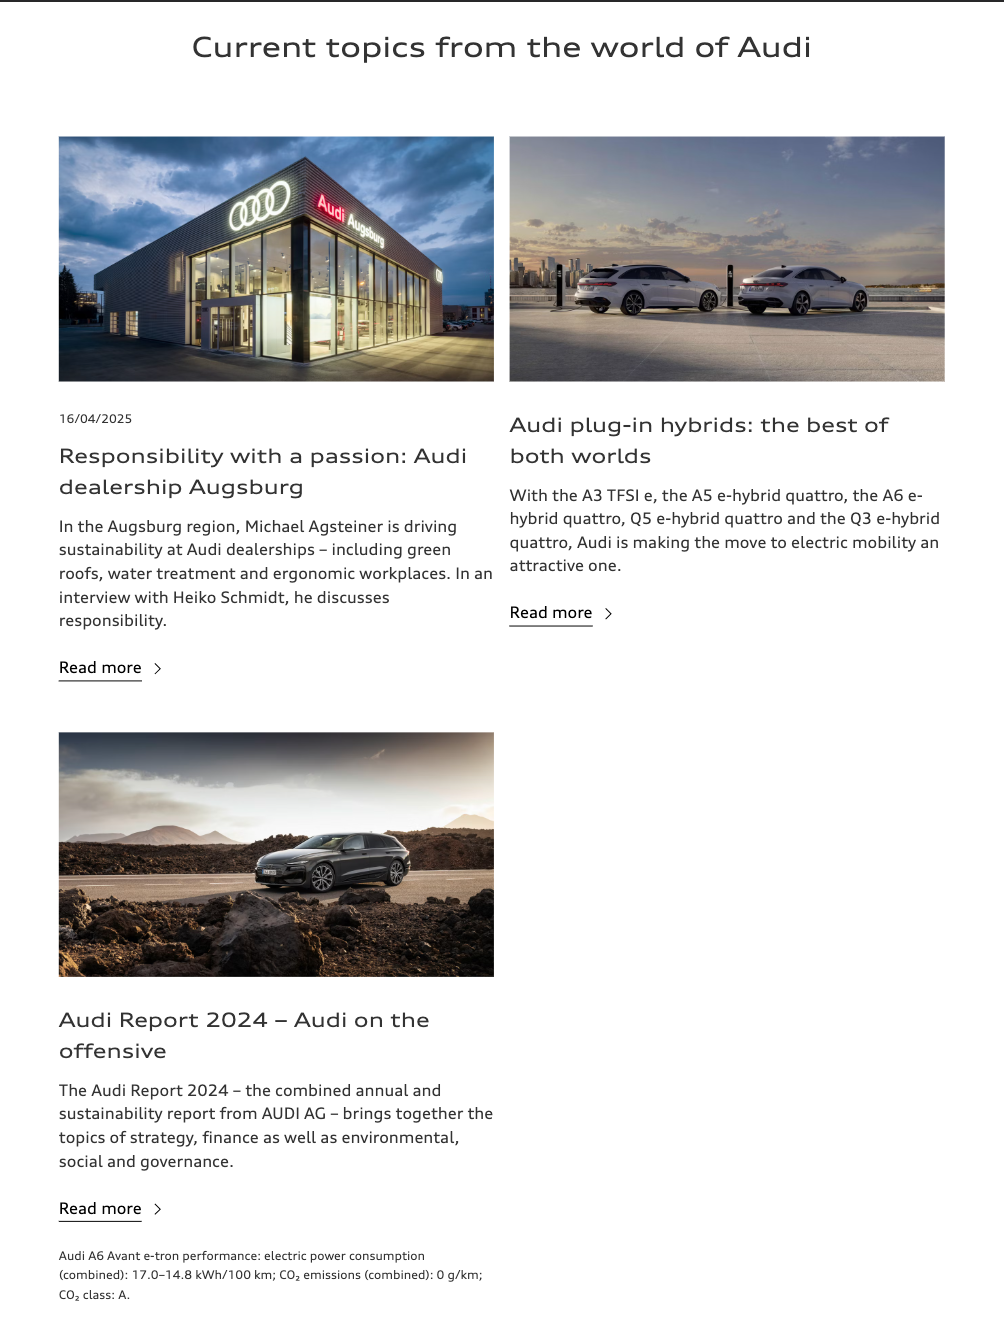 Current topics from the world of Audi
Audi Augsburg
16/04/2025
Responsibility with a passion: Audi
dealership Augsburg
In the Augsburg region, Michael Agsteiner is driving
sustainability at Audi dealerships – including green
roofs, water treatment and ergonomic workplaces. In an
interview with Heiko Schmidt, he discusses
responsibility.
Read more
Audi plug-in hybrids: the best of
both worlds
With the A3 TFSI e, the A5 e-hybrid quattro, the A6 e-
hybrid quattro, Q5 e-hybrid quattro and the Q3 e-hybrid
quattro, Audi is making the move to electric mobility an
attractive one.
Read more
Audi Report 2024 – Audi on the
offensive
The Audi Report 2024 – the combined annual and
sustainability report from AUDI AG – brings together the
topics of strategy, finance as well as environmental,
social and governance.
Read more
Audi A6 Avant e-tron performance: electric power consumption
(combined): 17.0–14.8 kWh/100 km; CO₂ emissions (combined): 0 g/km;
CO₂ class: A.